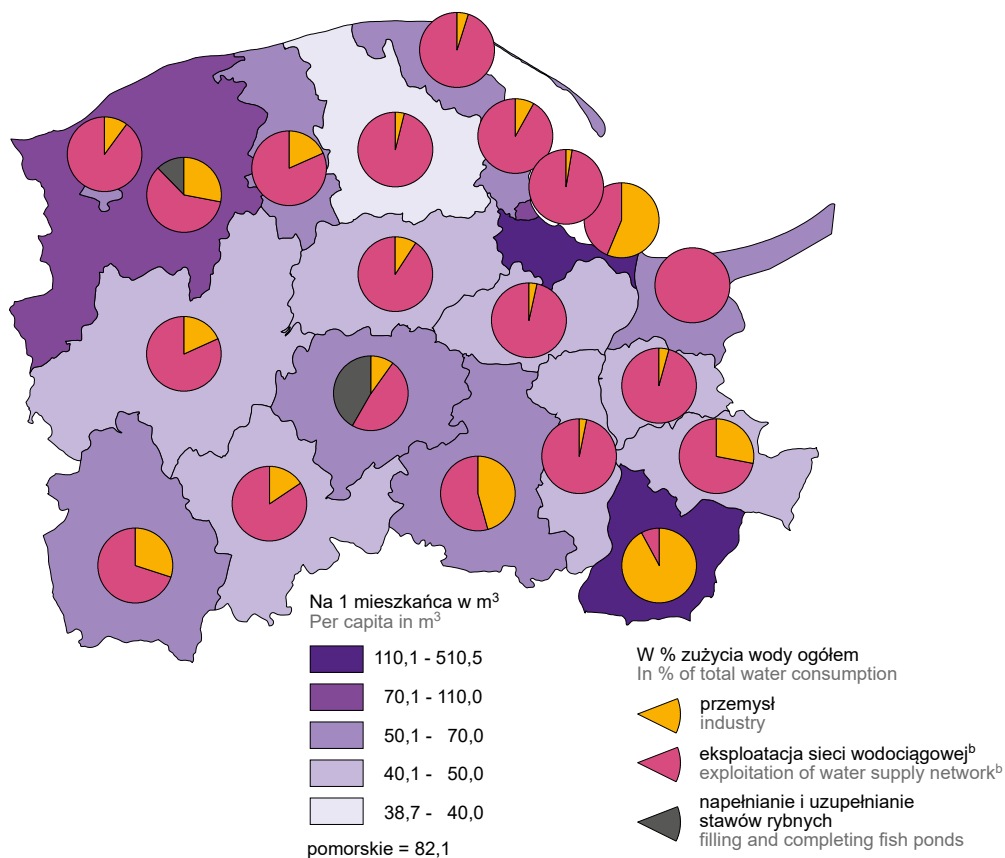 Na 1 mieszkańca w m³
Per capita in m³
110,1 - 510,5
70,1 - 110,0
50,1 - 70,0
40,1 - 50,0
38,7 - 40,0
pomorskie = 82,1
W % zużycia wody ogółem
In % of total water consumption
przemysł
industry
eksploatacja sieci wodociągowejᵇ
exploitation of water supply networkᵇ
napełnianie i uzupełnianie
stawów rybnych
filling and completing fish ponds